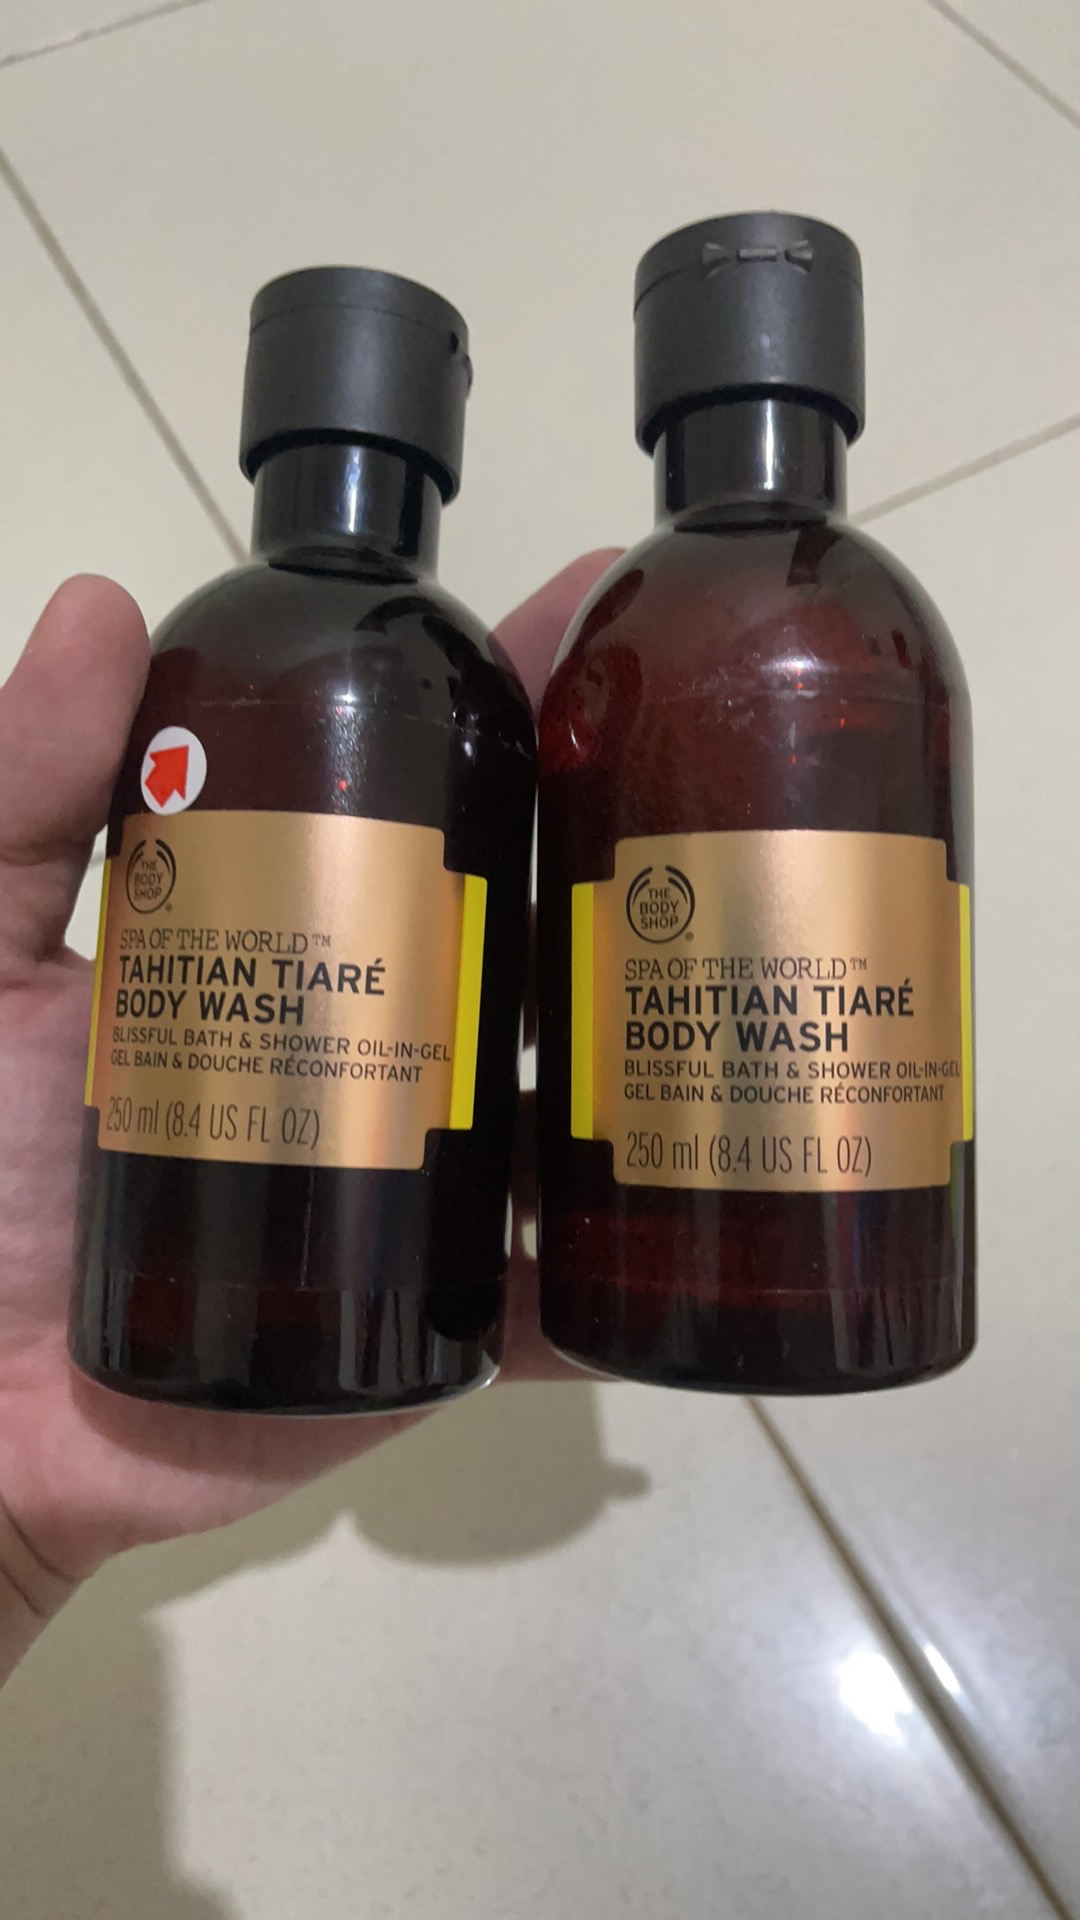 THE
BODY
SHOP
®
SPA OF THE WORLD™
TAHITIAN TIARÉ
BODY WASH
BLISSFUL BATH & SHOWER OIL-IN-GEL
GEL BAIN & DOUCHE RÉCONFORTANT
250 ml (8.4 US FL OZ)
THE
BODY
SHOP
®
SPA OF THE WORLD™
TAHITIAN TIARÉ
BODY WASH
BLISSFUL BATH & SHOWER OIL-IN-GEL
GEL BAIN & DOUCHE RÉCONFORTANT
250 ml (8.4 US FL OZ)